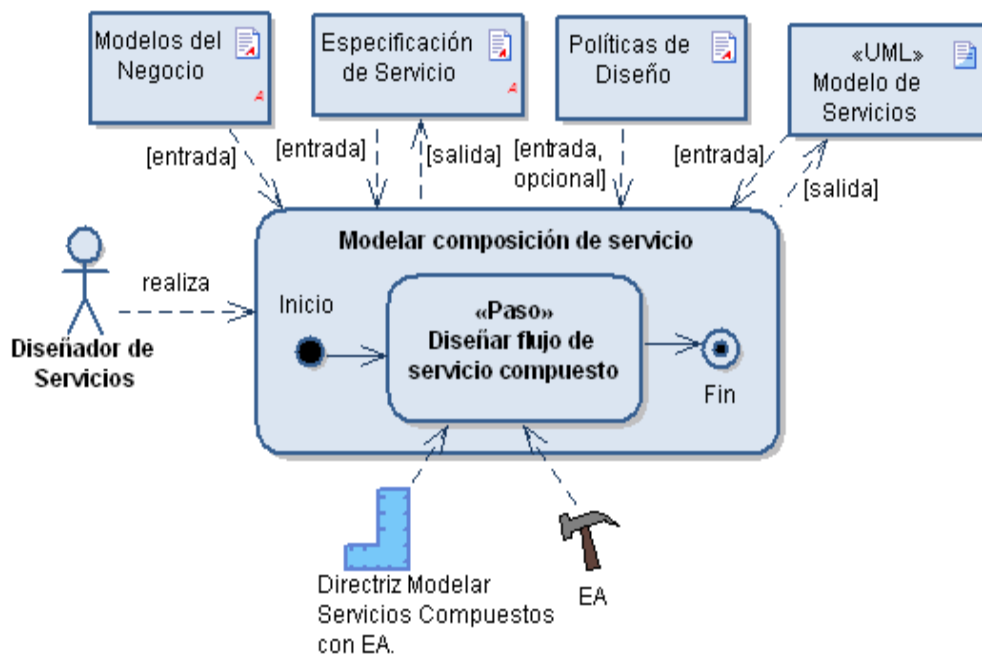 Modelos del
Negocio
A
Especificación
de Servicio
A
Políticas de
Diseño
«UML»
Modelo de
Servicios
[entrada]
[entrada]
[salida]
[entrada,
opcional]
[entrada]
[salida]
Modelar composición de servicio
realiza
Diseñador de
Servicios
Inicio
«Paso»
Diseñar flujo de
servicio compuesto
Fin
Directriz Modelar
Servicios Compuestos
con EA.
EA